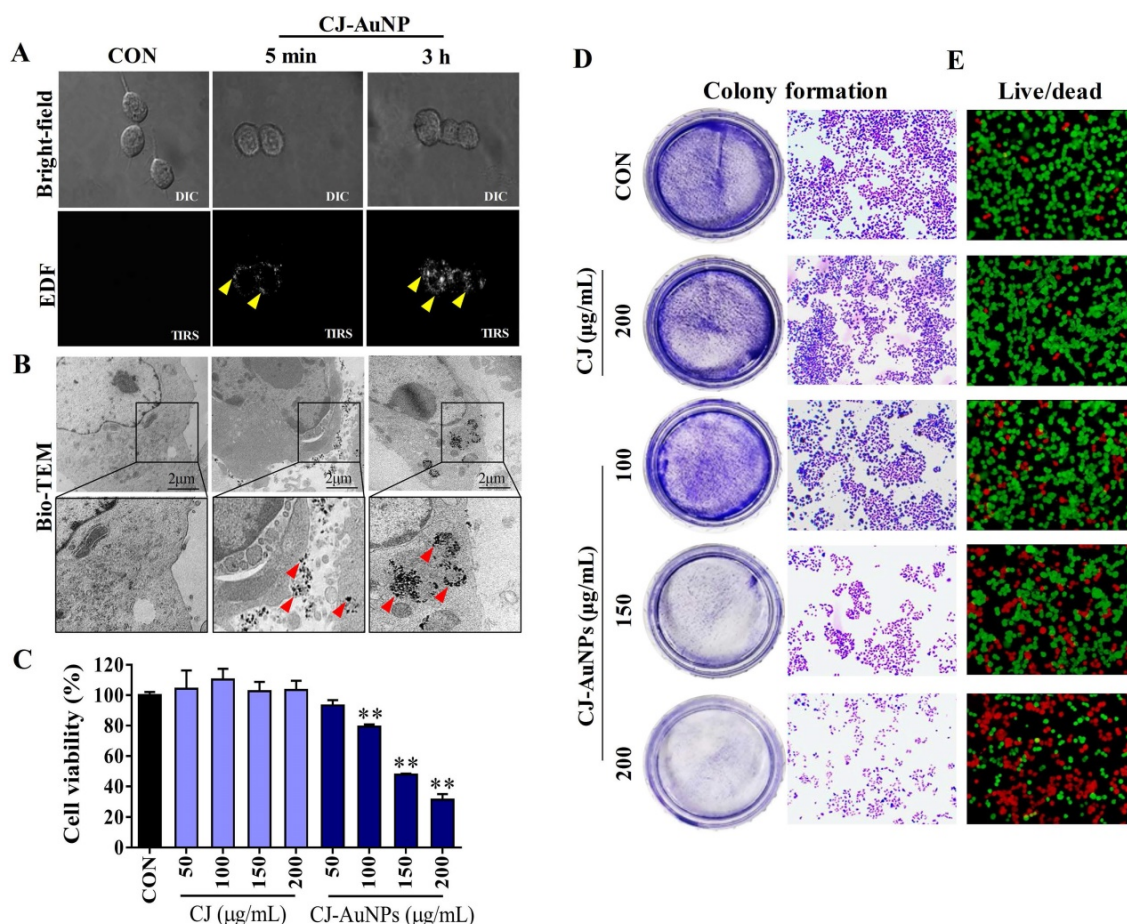 CJ-AuNP
A
CON
5 min
3 h
Bright-field
DIC
DIC
DIC
EDF
TIRS
TIRS
TIRS
B
Bio-TEM
2μm
2μm
2μm
C
Cell viability (%)
120
100
80
60
40
20
0
**
**
**
CON
50
100
150
200
50
100
150
200
CJ (μg/mL)
CJ-AuNPs (μg/mL)
D
Colony formation
CON
CJ (μg/mL)
200
CJ-AuNPs (μg/mL)
100
150
200
E
Live/dead